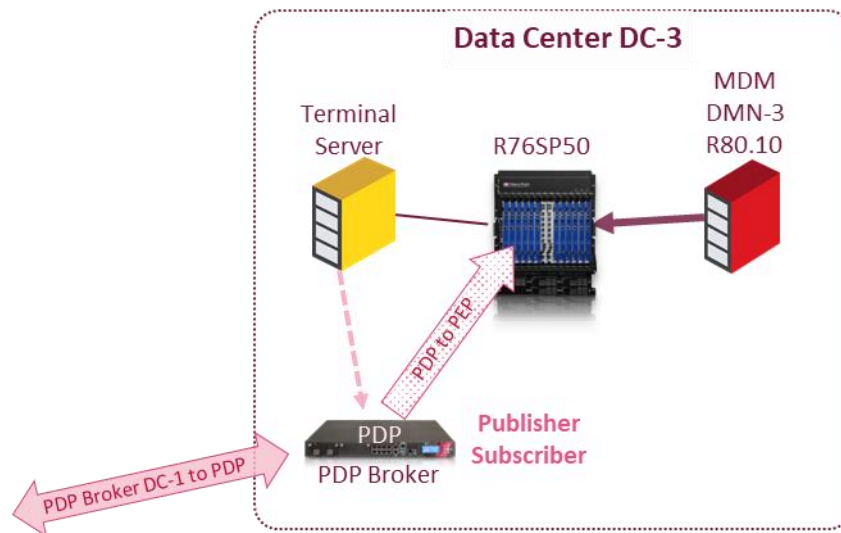 Data Center DC-3
Terminal
Server
R76SP50
MDM
DMN-3
R80.10
PDP to PEP
PDP
PDP Broker
Publisher
Subscriber
PDP Broker DC-1 to PDP